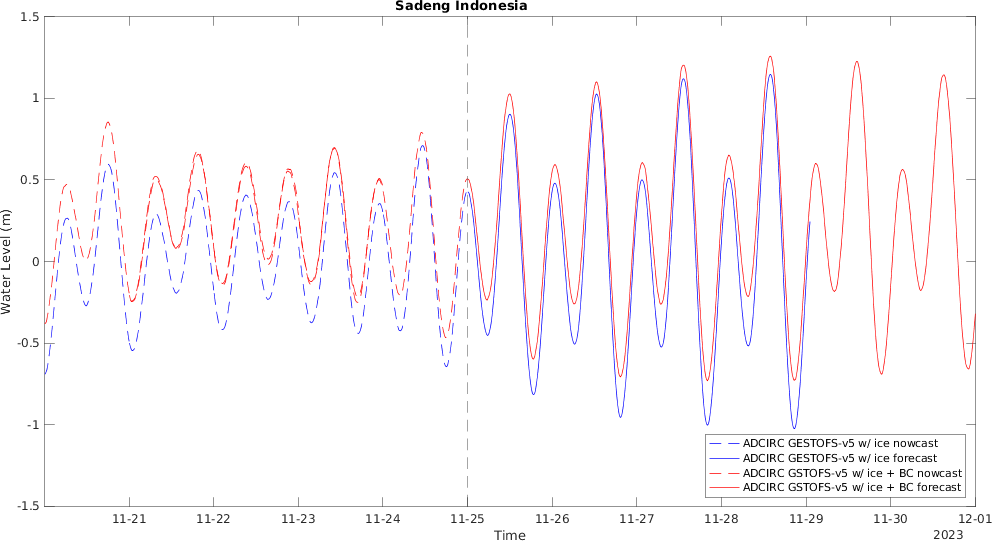 Sadeng Indonesia
1.5
1
0.5
0
-0.5
-1
-1.5
Water Level (m)
ADCIRC GESTOFS-v5 w/ ice nowcast
ADCIRC GESTOFS-v5 w/ ice forecast
ADCIRC GSTOFS-v5 w/ ice + BC nowcast
ADCIRC GSTOFS-v5 w/ ice + BC forecast
11-21 11-22 11-23 11-24 11-25 11-26 11-27 11-28 11-29 11-30 12-01
Time
2023